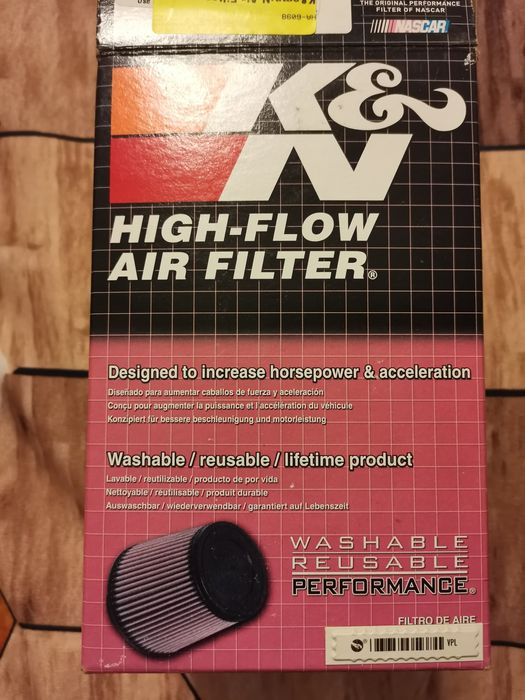 USE
HA-6098
THE ORIGINAL PERFORMANCE
FILTER OF NASCAR
NASCAR
K&N
HIGH-FLOW
AIR FILTER®
Designed to increase horsepower & acceleration
Diseñado para aumentar caballos de fuerza y aceleración
Conçu pour augmenter la puissance et l'accélération du véhicule
Konzipiert für bessere beschleunigung und motorleistung
Washable / reusable / lifetime product
Lavable / reutilizable / producto de por vida
Nettoyable / réutilisable / produit durable
Auswaschbar / wiederverwendbar / garantiert auf Lebenszeit
WASHABLE
REUSABLE
PERFORMANCE®
FILTRO DE AIRE
VPL